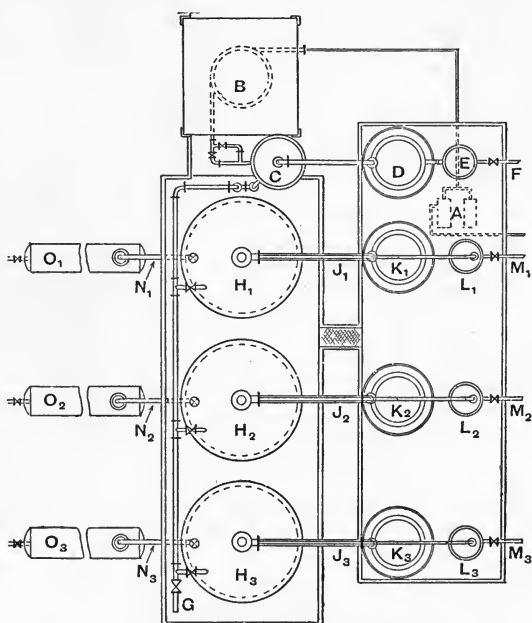 B
C D E F
A
O₁ N₁ H₁ J₁ K₁ L₁ M₁
O₂ N₂ H₂ J₂ K₂ L₂ M₂
O₃ N₃ H₃ J₃ K₃ L₃ M₃
G